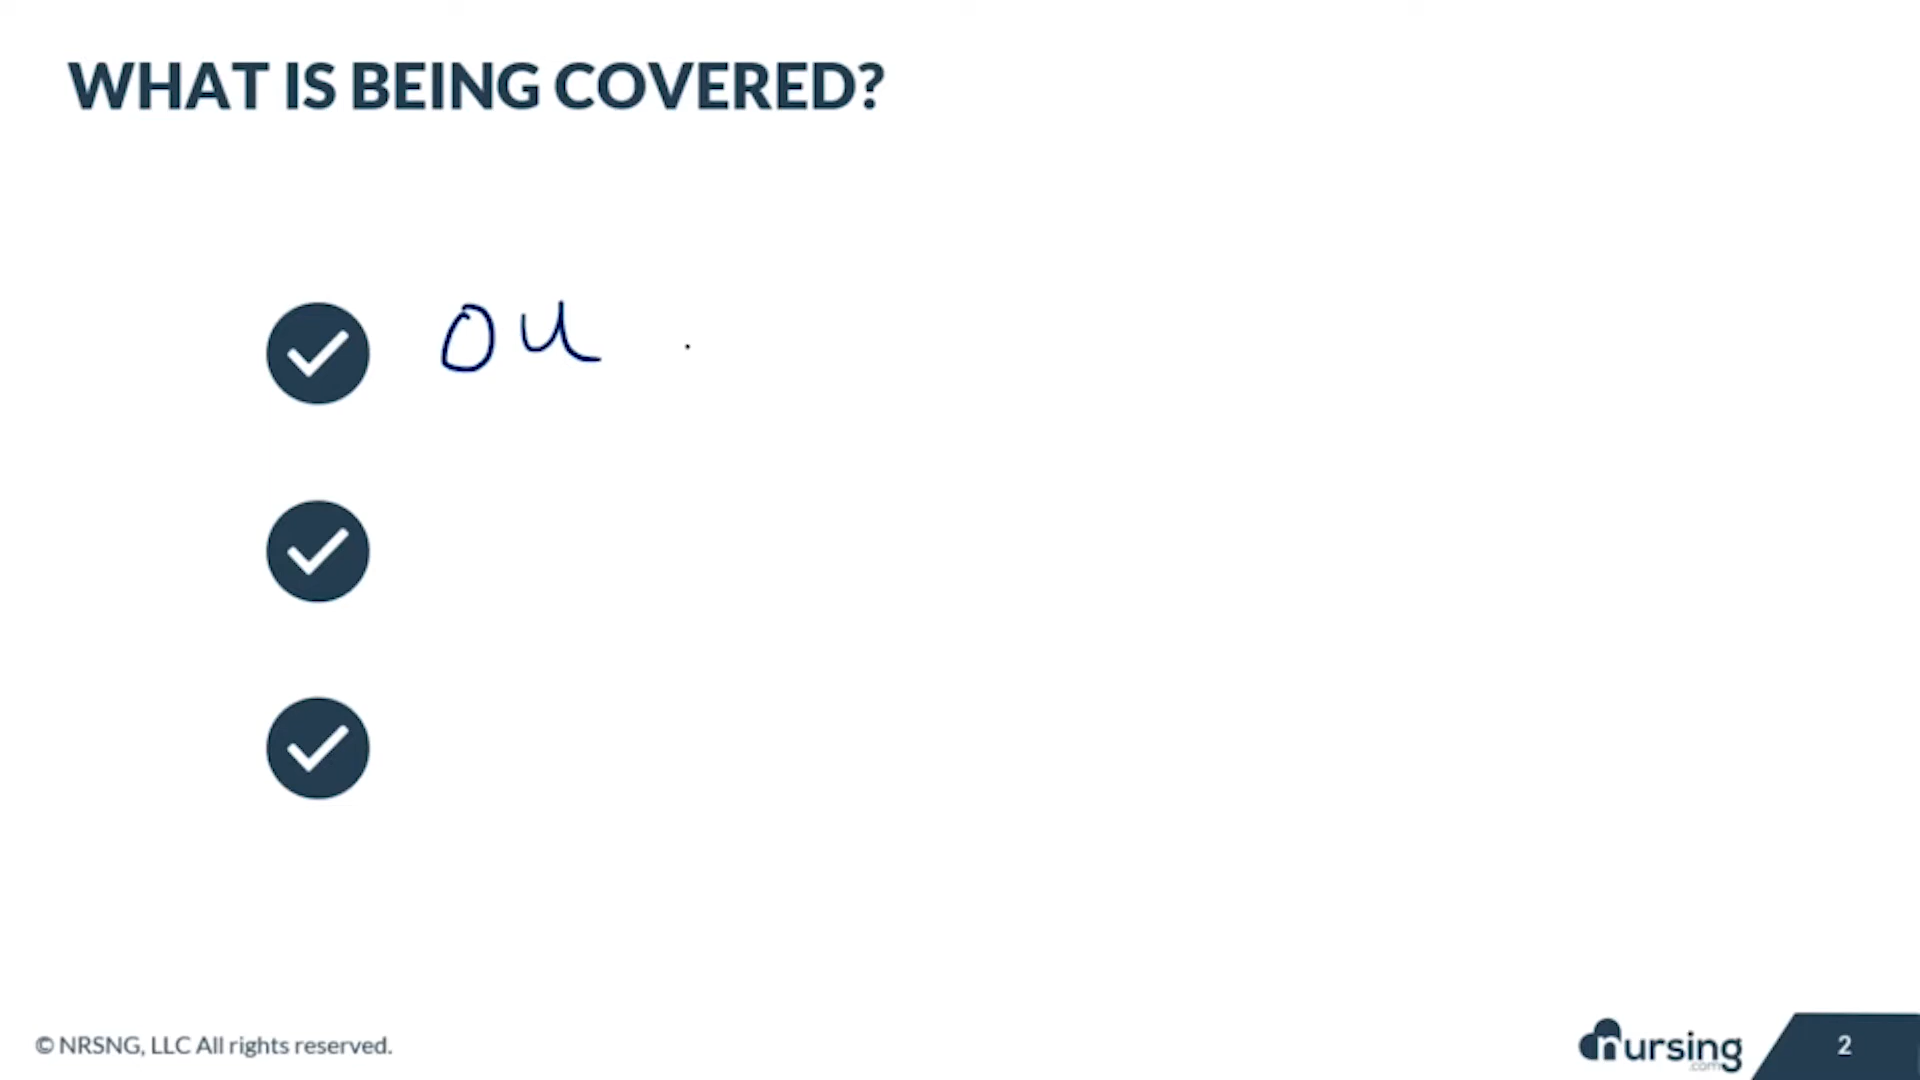 WHAT IS BEING COVERED?
ou
© NRSNG, LLC All rights reserved.
nursing
.com
2